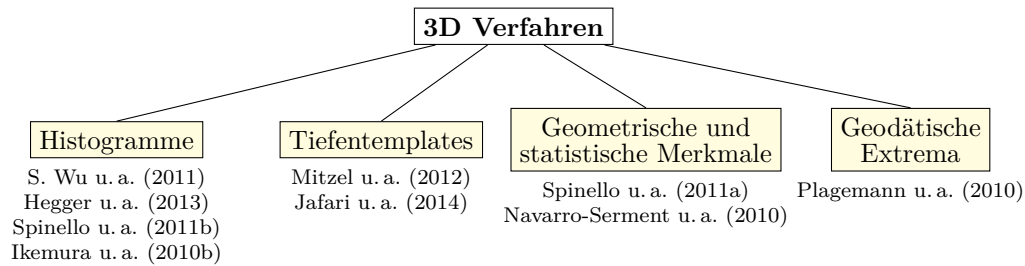 3D Verfahren
Histogramme
S. Wu u. a. (2011)
Hegger u. a. (2013)
Spinello u. a. (2011b)
Ikemura u. a. (2010b)
Tiefentemplates
Mitzel u. a. (2012)
Jafari u. a. (2014)
Geometrische und
statistische Merkmale
Spinello u. a. (2011a)
Navarro-Serment u. a. (2010)
Geodätische
Extrema
Plagemann u. a. (2010)